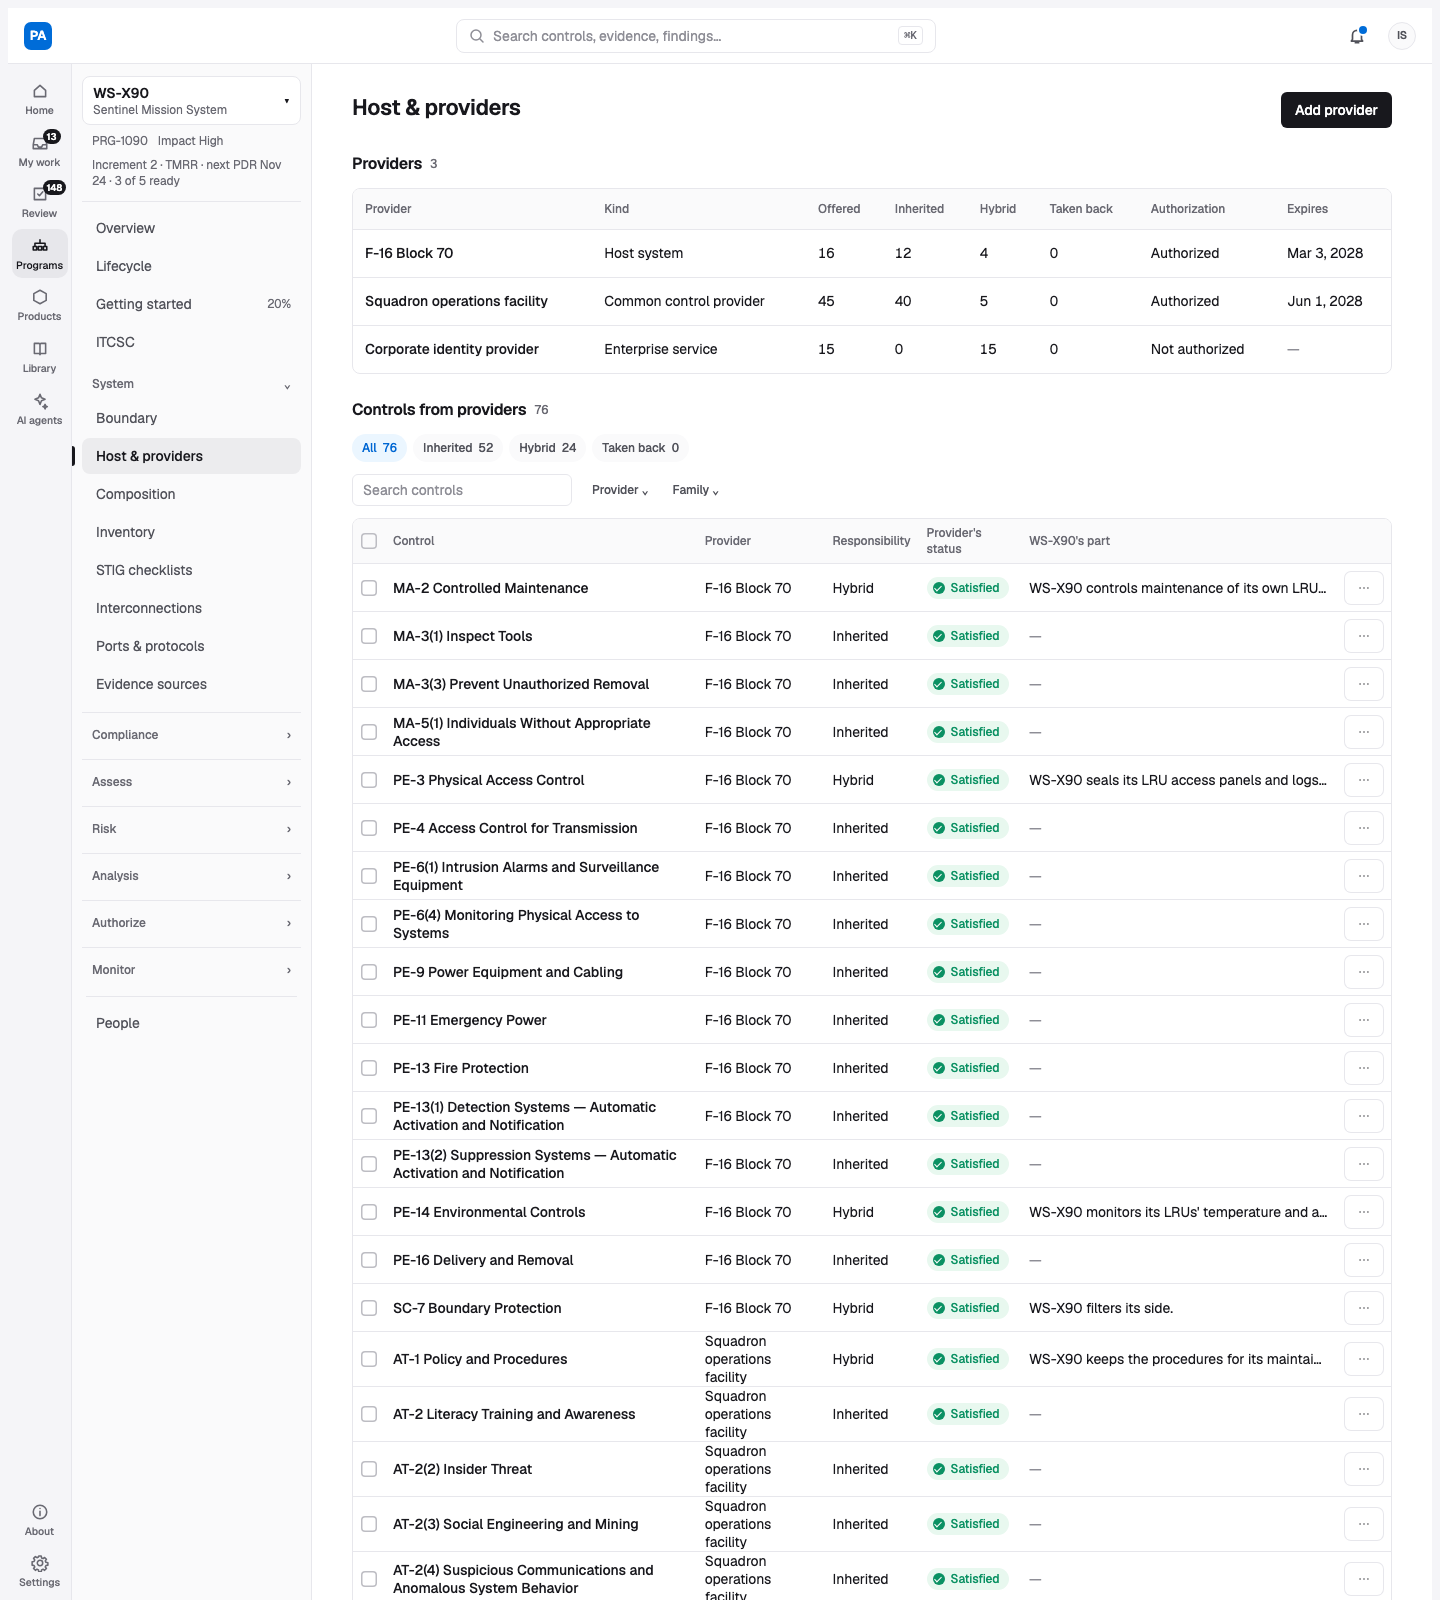 PA
Search controls, evidence, findings...
⌘K
IS
Home
13
My work
148
Review
Programs
Products
Library
AI agents
About
Settings
WS-X90
Sentinel Mission System
PRG-1090 Impact High
Increment 2 · TMRR · next PDR Nov
24 · 3 of 5 ready
Overview
Lifecycle
Getting started 20%
ITCSC
System
Boundary
Host & providers
Composition
Inventory
STIG checklists
Interconnections
Ports & protocols
Evidence sources
Compliance
Assess
Risk
Analysis
Authorize
Monitor
People
Host & providers
Add provider
Providers 3
Provider Kind Offered Inherited Hybrid Taken back Authorization Expires
F-16 Block 70 Host system 16 12 4 0 Authorized Mar 3, 2028
Squadron operations facility Common control provider 45 40 5 0 Authorized Jun 1, 2028
Corporate identity provider Enterprise service 15 0 15 0 Not authorized —
Controls from providers 76
All 76 Inherited 52 Hybrid 24 Taken back 0
Search controls Provider Family
Control Provider Responsibility Provider's status WS-X90's part
MA-2 Controlled Maintenance F-16 Block 70 Hybrid Satisfied WS-X90 controls maintenance of its own LRU... ...
MA-3(1) Inspect Tools F-16 Block 70 Inherited Satisfied — ...
MA-3(3) Prevent Unauthorized Removal F-16 Block 70 Inherited Satisfied — ...
MA-5(1) Individuals Without Appropriate
Access F-16 Block 70 Inherited Satisfied — ...
PE-3 Physical Access Control F-16 Block 70 Hybrid Satisfied WS-X90 seals its LRU access panels and logs... ...
PE-4 Access Control for Transmission F-16 Block 70 Inherited Satisfied — ...
PE-6(1) Intrusion Alarms and Surveillance
Equipment F-16 Block 70 Inherited Satisfied — ...
PE-6(4) Monitoring Physical Access to
Systems F-16 Block 70 Inherited Satisfied — ...
PE-9 Power Equipment and Cabling F-16 Block 70 Inherited Satisfied — ...
PE-11 Emergency Power F-16 Block 70 Inherited Satisfied — ...
PE-13 Fire Protection F-16 Block 70 Inherited Satisfied — ...
PE-13(1) Detection Systems — Automatic
Activation and Notification F-16 Block 70 Inherited Satisfied — ...
PE-13(2) Suppression Systems — Automatic
Activation and Notification F-16 Block 70 Inherited Satisfied — ...
PE-14 Environmental Controls F-16 Block 70 Hybrid Satisfied WS-X90 monitors its LRUs' temperature and a... ...
PE-16 Delivery and Removal F-16 Block 70 Inherited Satisfied — ...
SC-7 Boundary Protection F-16 Block 70 Hybrid Satisfied WS-X90 filters its side. ...
AT-1 Policy and Procedures Squadron operations facility Hybrid Satisfied WS-X90 keeps the procedures for its maintai... ...
AT-2 Literacy Training and Awareness Squadron operations facility Inherited Satisfied — ...
AT-2(2) Insider Threat Squadron operations facility Inherited Satisfied — ...
AT-2(3) Social Engineering and Mining Squadron operations facility Inherited Satisfied — ...
AT-2(4) Suspicious Communications and
Anomalous System Behavior Squadron operations facility Inherited Satisfied — ...